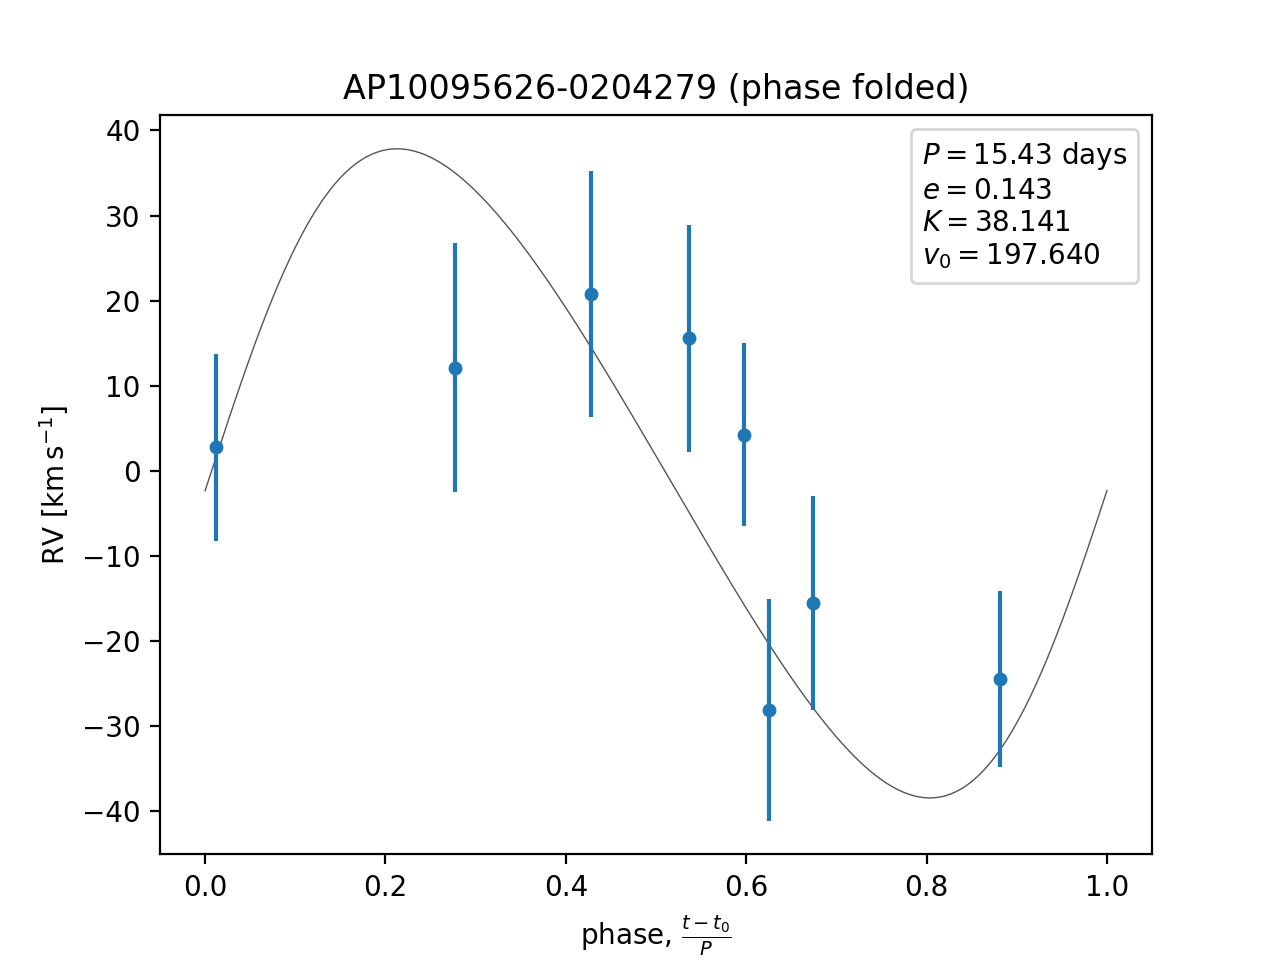 AP10095626-0204279 (phase folded)
P = 15.43 days
e = 0.143
K = 38.141
v₀ = 197.640
RV [km s⁻¹]
40
30
20
10
0
−10
−20
−30
−40
0.0 0.2 0.4 0.6 0.8 1.0
phase, (t − t₀)/P